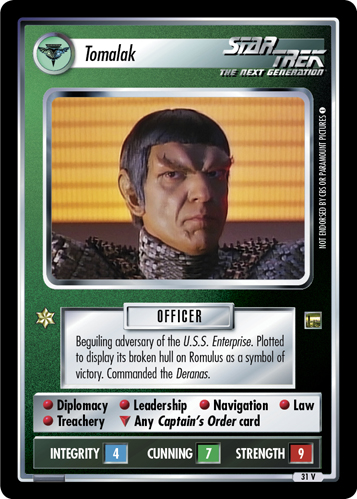 Tomalak
STAR TREK
THE NEXT GENERATION
NOT ENDORSED BY CBS OR PARAMOUNT PICTURES
OFFICER
Beguiling adversary of the U.S.S. Enterprise. Plotted
to display its broken hull on Romulus as a symbol of
victory. Commanded the Deranas.
Diplomacy Leadership Navigation Law
Treachery Any Captain's Order card
INTEGRITY 4 CUNNING 7 STRENGTH 9
31 V